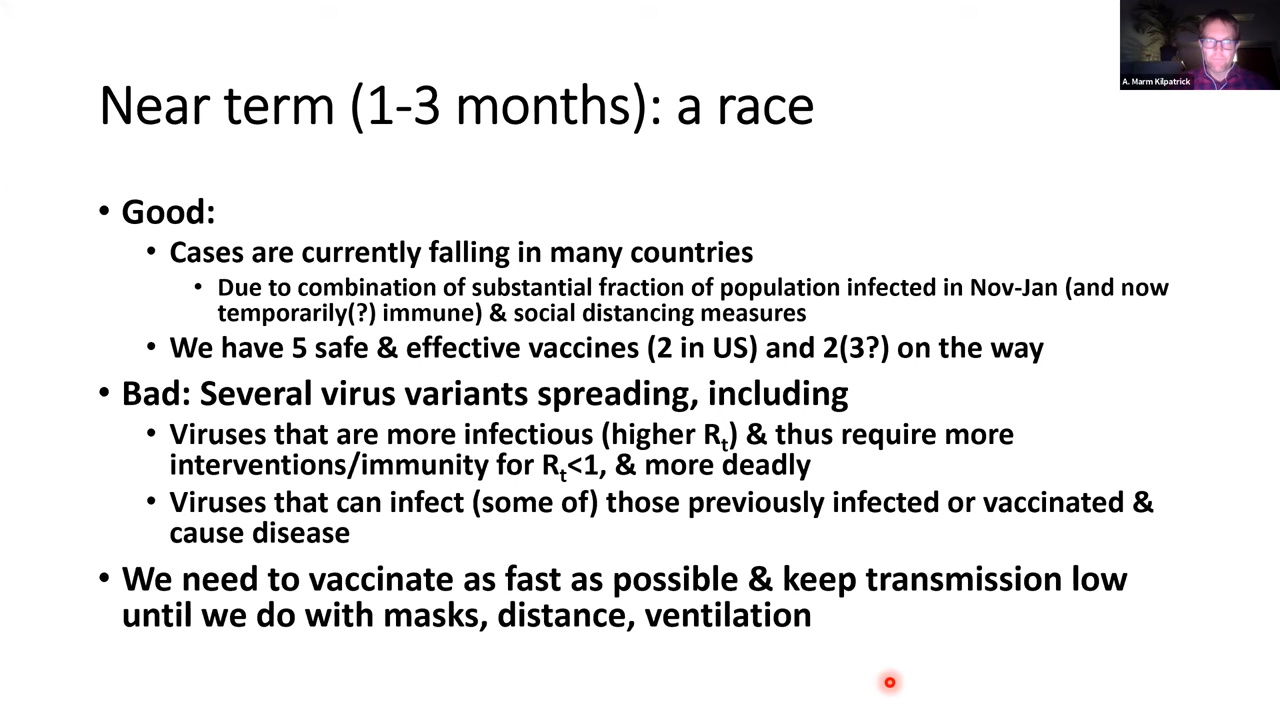 A. Marm Kilpatrick
Near term (1-3 months): a race
• Good:
• Cases are currently falling in many countries
• Due to combination of substantial fraction of population infected in Nov-Jan (and now
temporarily(?) immune) & social distancing measures
• We have 5 safe & effective vaccines (2 in US) and 2(3?) on the way
• Bad: Several virus variants spreading, including
• Viruses that are more infectious (higher Rt) & thus require more
interventions/immunity for Rt<1, & more deadly
• Viruses that can infect (some of) those previously infected or vaccinated &
cause disease
• We need to vaccinate as fast as possible & keep transmission low
until we do with masks, distance, ventilation